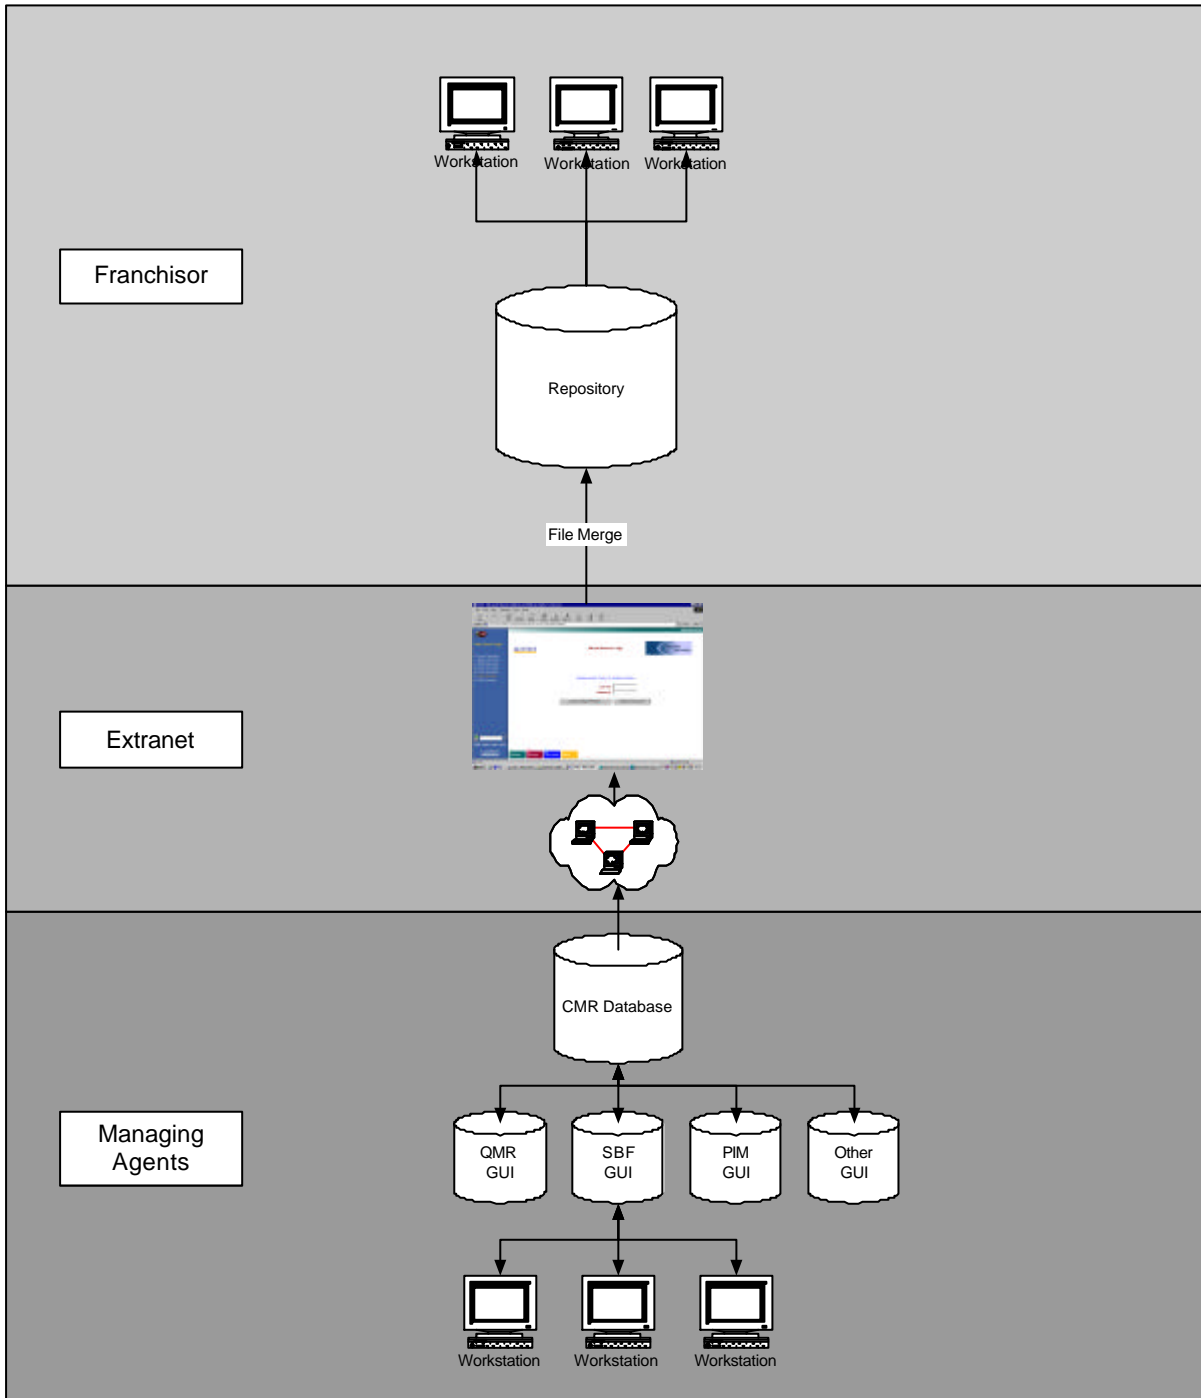 Workstation
Workstation
Workstation
Franchisor
Repository
File Merge
Extranet
CMR Database
Managing
Agents
QMR
GUI
SBF
GUI
PIM
GUI
Other
GUI
Workstation
Workstation
Workstation